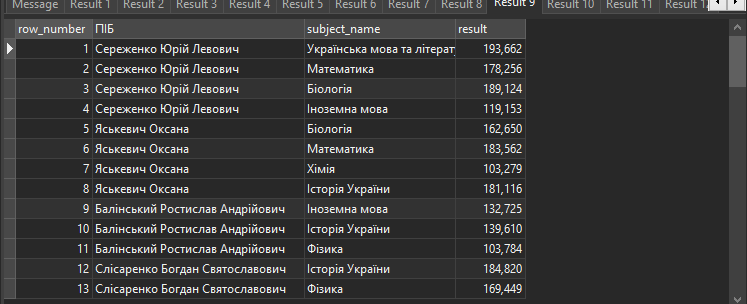 Message Result 1 Result 2 Result 3 Result 4 Result 5 Result 6 Result 7 Result 8 Result 9 Result 10 Result 11
row_number ПІБ subject_name result
1 Сереженко Юрій Левович Українська мова та літерат 193,662
2 Сереженко Юрій Левович Математика 178,256
3 Сереженко Юрій Левович Біологія 189,124
4 Сереженко Юрій Левович Іноземна мова 119,153
5 Яськевич Оксана Біологія 162,650
6 Яськевич Оксана Математика 183,562
7 Яськевич Оксана Хімія 103,279
8 Яськевич Оксана Історія України 181,116
9 Балінський Ростислав Андрійович Іноземна мова 132,725
10 Балінський Ростислав Андрійович Історія України 139,610
11 Балінський Ростислав Андрійович Фізика 103,784
12 Слісаренко Богдан Святославович Історія України 184,820
13 Слісаренко Богдан Святославович Фізика 169,449